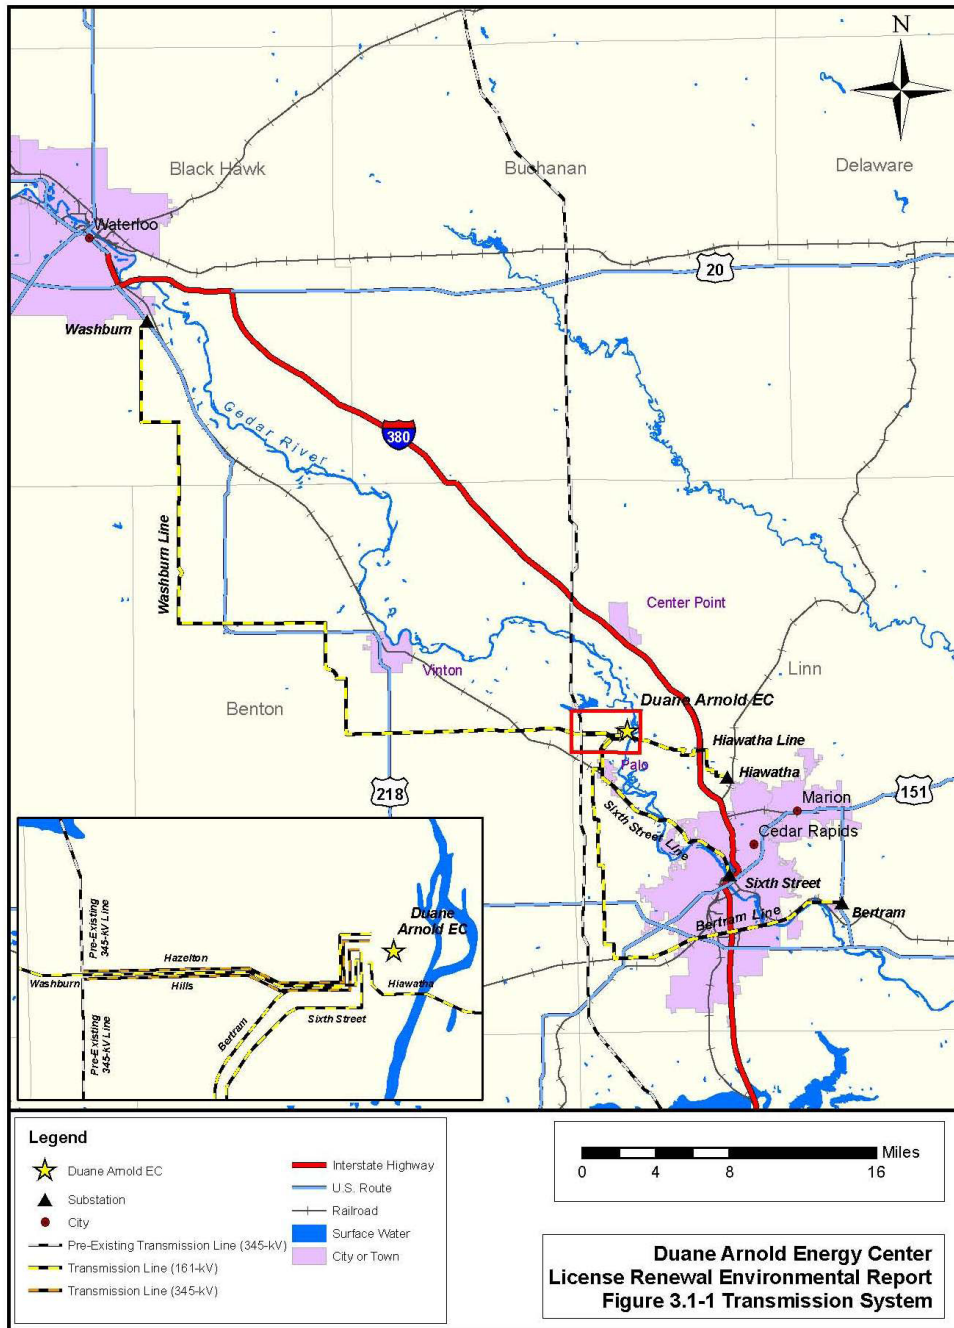 N
Black Hawk
Buchanan
Delaware
Waterloo
20
Washburn
Cedar River
380
Washburn Line
Center Point
Linn
Vinton
Duane Arnold EC
Benton
Hiawatha Line
Palo
Hiawatha
218
151
Marion
Sixth Street Line
Cedar Rapids
Sixth Street
Bertram
Bertram Line
Pre-Existing
345-kV Line
Duane
Arnold EC
Hazelton
Washburn
Hills
Hiawatha
Sixth Street
Bertram
Pre-Existing
345-kV Line
Legend
Duane Arnold EC
Substation
City
Pre-Existing Transmission Line (345-kV)
Transmission Line (161-kV)
Transmission Line (345-kV)
Interstate Highway
U.S. Route
Railroad
Surface Water
City or Town
Miles
0 4 8 16
Duane Arnold Energy Center
License Renewal Environmental Report
Figure 3.1-1 Transmission System